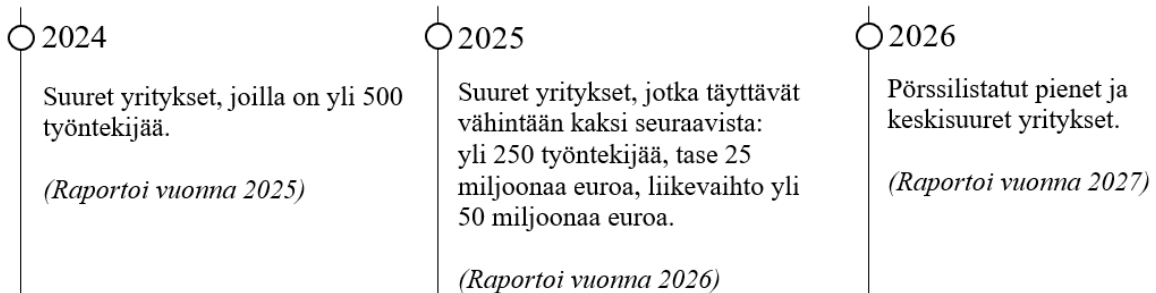 2024
Suuret yritykset, joilla on yli 500
työntekijää.
(Raportoi vuonna 2025)
2025
Suuret yritykset, jotka täyttävät
vähintään kaksi seuraavista:
yli 250 työntekijää, tase 25
miljoonaa euroa, liikevaihto yli
50 miljoonaa euroa.
(Raportoi vuonna 2026)
2026
Pörssilistatut pienet ja
keskisuuret yritykset.
(Raportoi vuonna 2027)